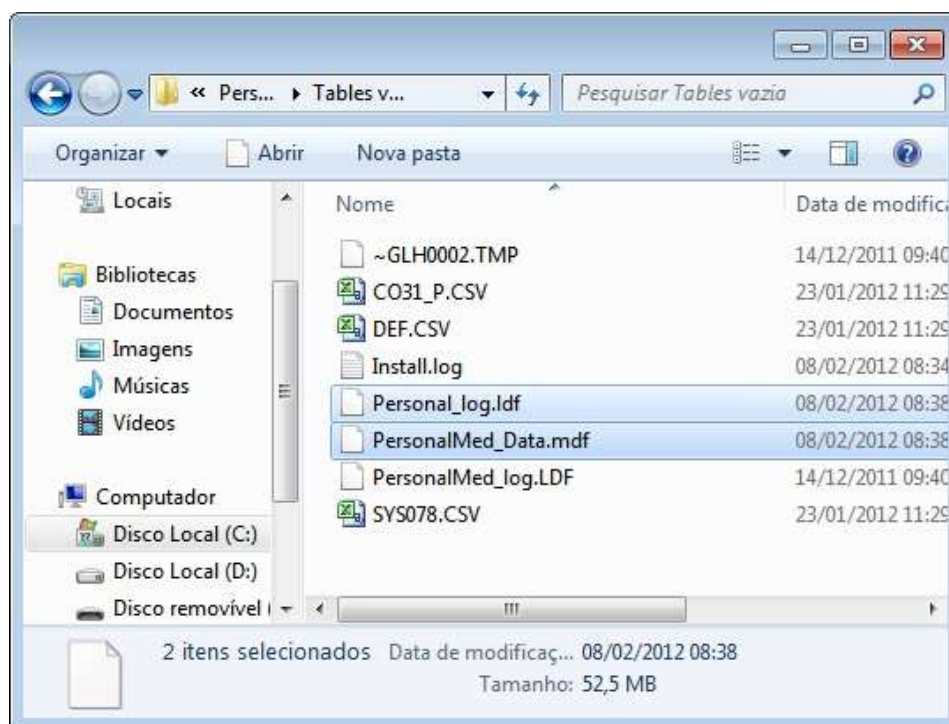 « Pers... Tables v... Pesquisar Tables vazia
Organizar Abrir Nova pasta
Locais
Bibliotecas
Documentos
Imagens
Músicas
Vídeos
Computador
Disco Local (C:)
Disco Local (D:)
Disco removível (
Nome Data de modifica
~GLH0002.TMP 14/12/2011 09:40
CO31_P.CSV 23/01/2012 11:29
DEF.CSV 23/01/2012 11:29
Install.log 08/02/2012 08:34
Personal_log.ldf 08/02/2012 08:38
PersonalMed_Data.mdf 08/02/2012 08:38
PersonalMed_log.LDF 14/12/2011 09:40
SYS078.CSV 23/01/2012 11:29
2 itens selecionados Data de modificaç... 08/02/2012 08:38
Tamanho: 52,5 MB